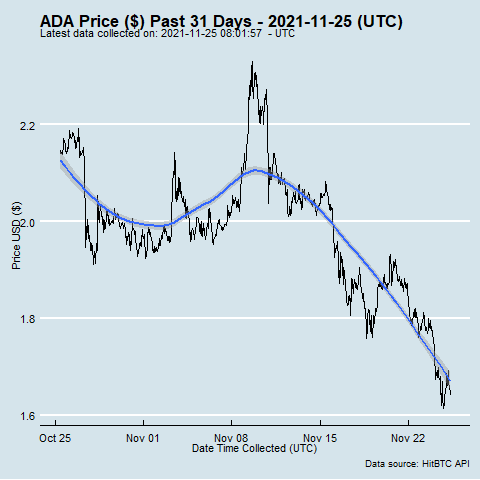 ADA Price ($) Past 31 Days - 2021-11-25 (UTC)
Latest data collected on: 2021-11-25 08:01:57  - UTC
Price USD ($)
2.2
2.0
1.8
1.6
Oct 25 Nov 01 Nov 08 Nov 15 Nov 22
Date Time Collected (UTC)
Data source: HitBTC API